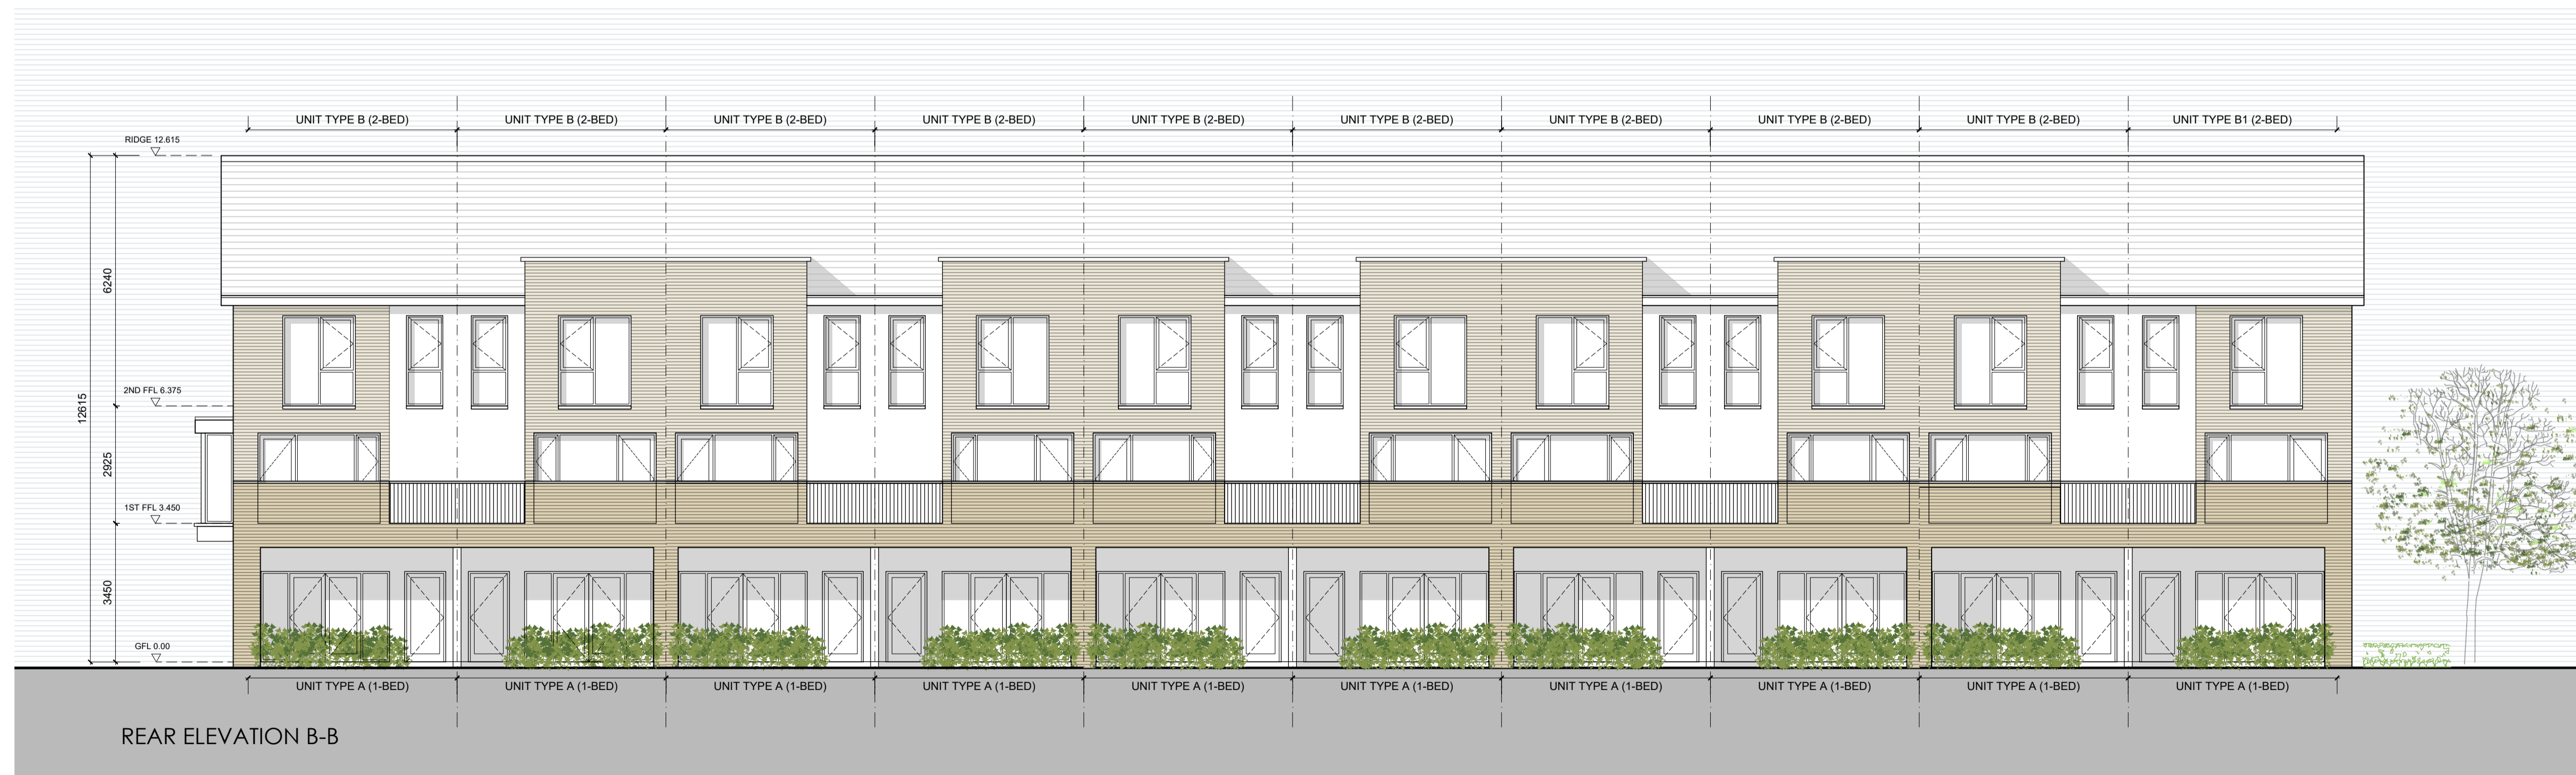 UNIT TYPE B (2-BED)
UNIT TYPE B (2-BED)
UNIT TYPE B (2-BED)
UNIT TYPE B (2-BED)
UNIT TYPE B (2-BED)
UNIT TYPE B (2-BED)
UNIT TYPE B (2-BED)
UNIT TYPE B (2-BED)
UNIT TYPE B (2-BED)
UNIT TYPE B1 (2-BED)
RIDGE 12.615
6240
2ND FFL 6.375
12615
2925
1ST FFL 3.450
3450
GFL 0.00
UNIT TYPE A (1-BED)
UNIT TYPE A (1-BED)
UNIT TYPE A (1-BED)
UNIT TYPE A (1-BED)
UNIT TYPE A (1-BED)
UNIT TYPE A (1-BED)
UNIT TYPE A (1-BED)
UNIT TYPE A (1-BED)
UNIT TYPE A (1-BED)
UNIT TYPE A (1-BED)
REAR ELEVATION B-B